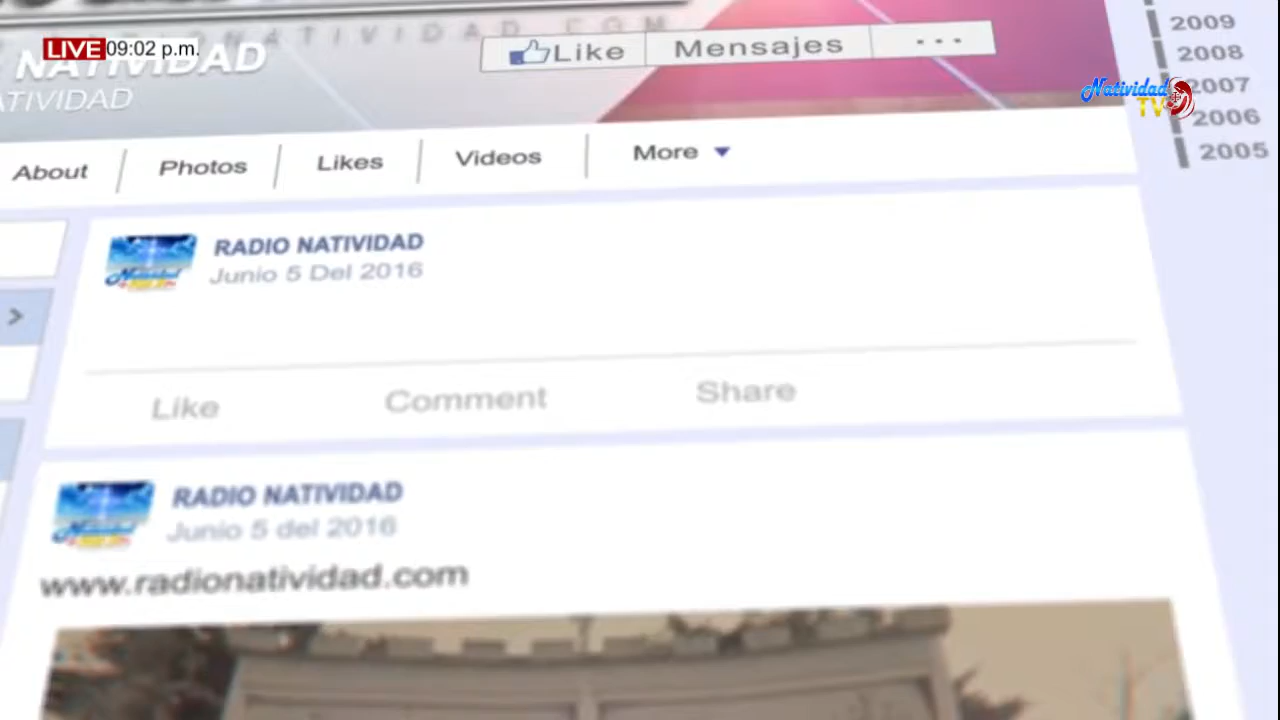 LIVE 09:02 p.m.
NATIVIDAD
NATIVIDAD
Like Mensajes ...
2009
2008
2007
2006
2005
Natividad
TV
About Photos Likes Videos More
RADIO NATIVIDAD
Junio 5 Del 2016
Like Comment Share
RADIO NATIVIDAD
Junio 5 del 2016
www.radionatividad.com